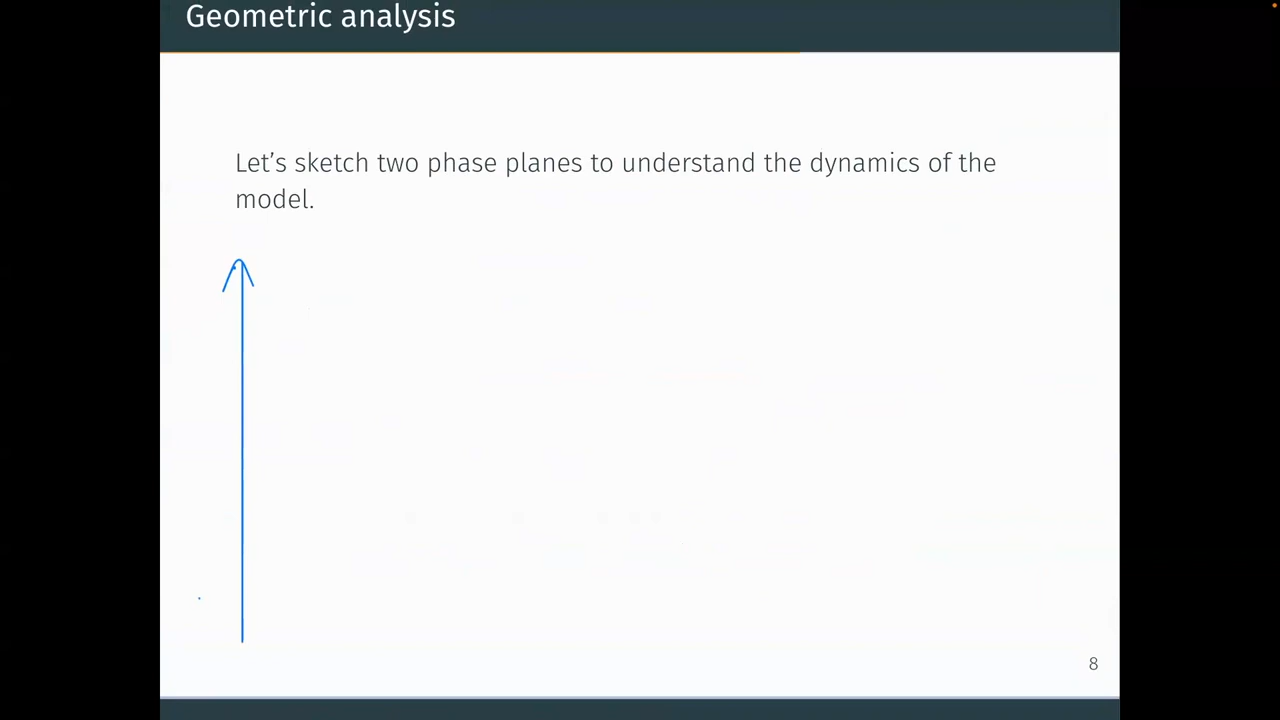 Geometric analysis
Let's sketch two phase planes to understand the dynamics of the
model.
8